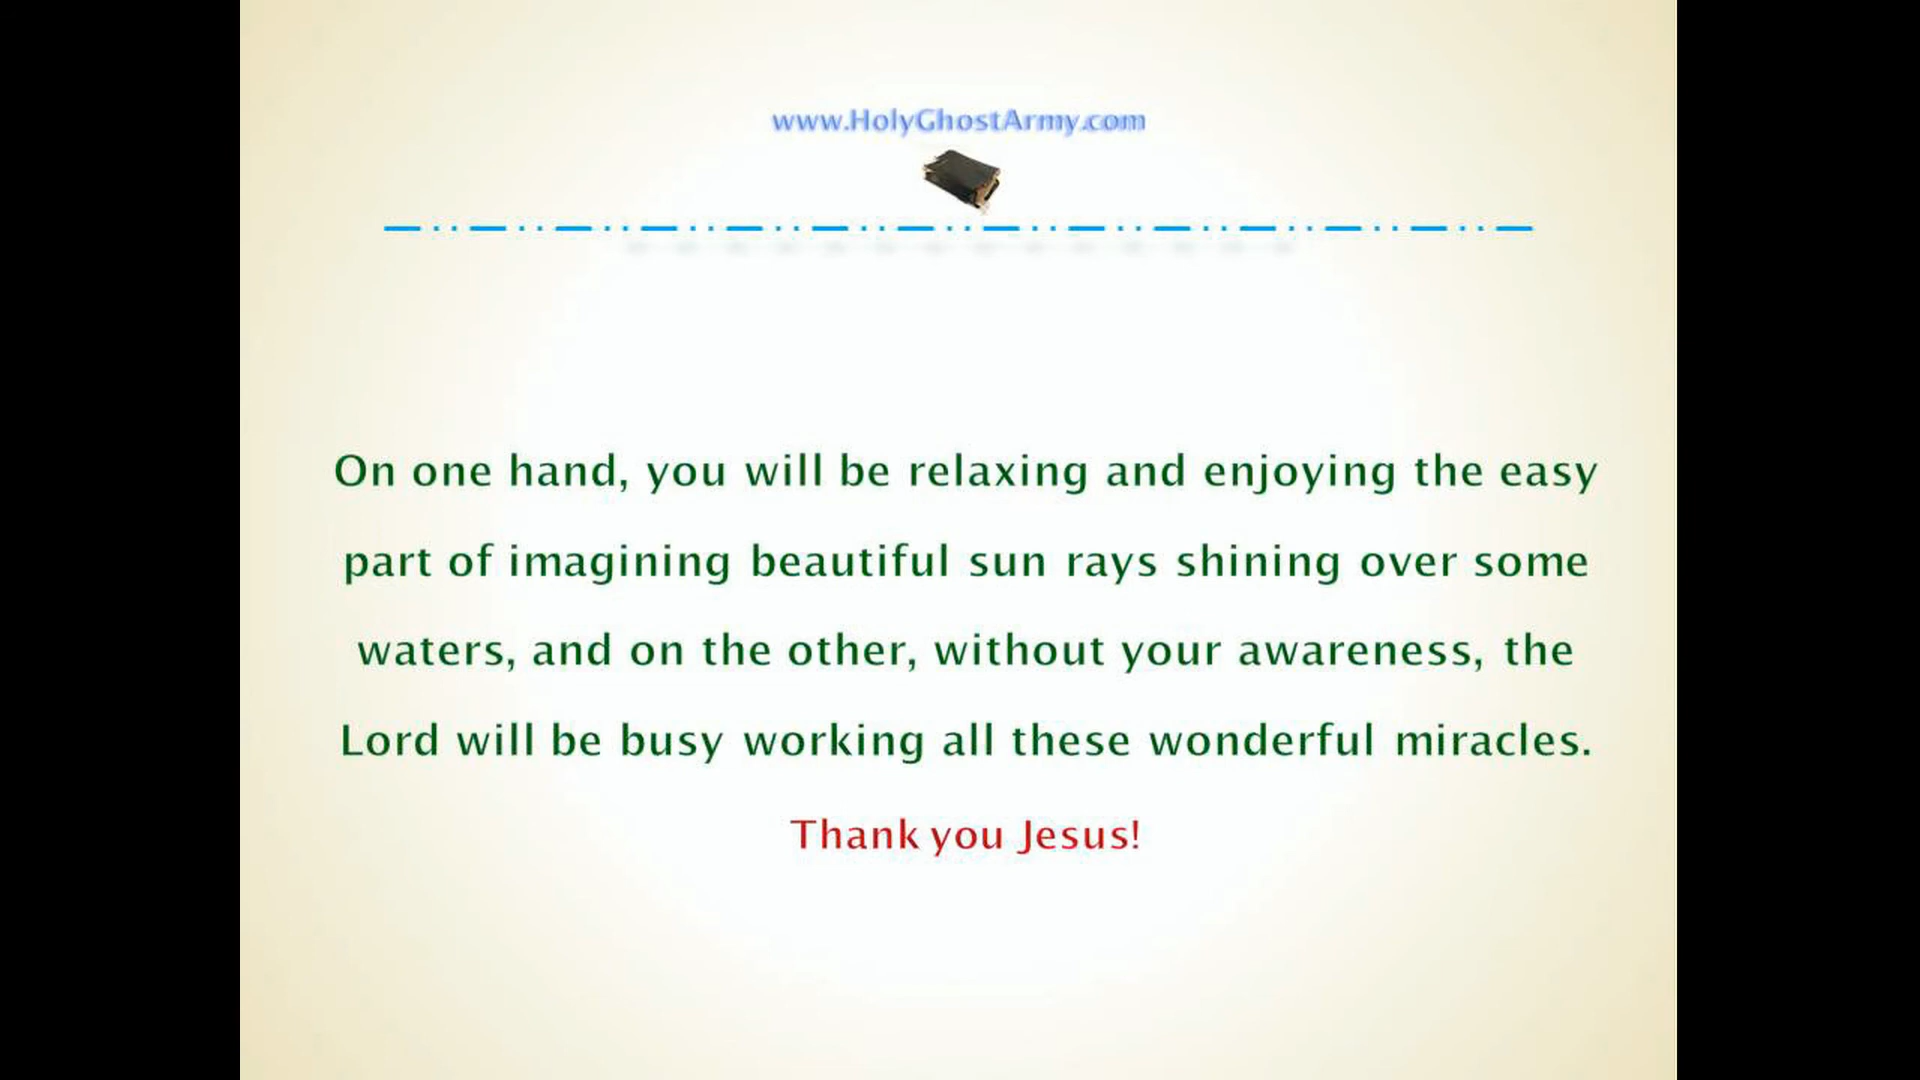 www.HolyGhostArmy.com
On one hand, you will be relaxing and enjoying the easy
part of imagining beautiful sun rays shining over some
waters, and on the other, without your awareness, the
Lord will be busy working all these wonderful miracles.
Thank you Jesus!